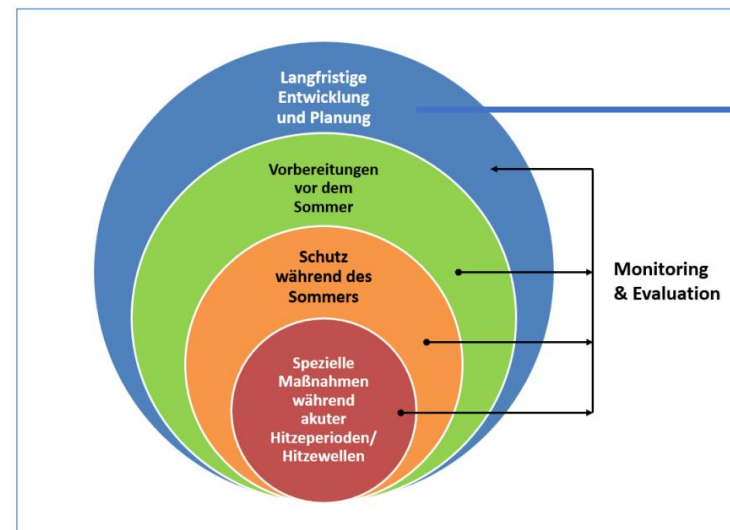 Langfristige
Entwicklung
und Planung
Vorbereitungen
vor dem
Sommer
Schutz
während des
Sommers
Spezielle
Maßnahmen
während
akuter
Hitzeperioden/
Hitzewellen
Monitoring
& Evaluation